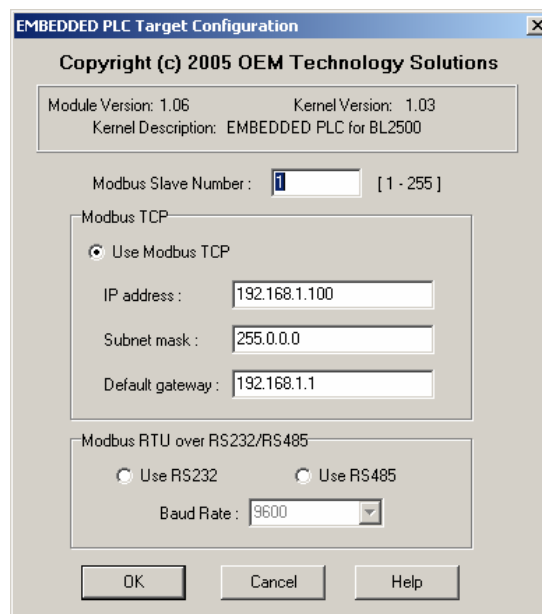 EMBEDDED PLC Target Configuration
Copyright (c) 2005 OEM Technology Solutions
Module Version: 1.06 Kernel Version: 1.03
Kernel Description: EMBEDDED PLC for BL2500
Modbus Slave Number : 1 [ 1 - 255 ]
Modbus TCP
Use Modbus TCP
IP address : 192.168.1.100
Subnet mask : 255.0.0.0
Default gateway : 192.168.1.1
Modbus RTU over RS232/RS485
Use RS232 Use RS485
Baud Rate : 9600
OK Cancel Help